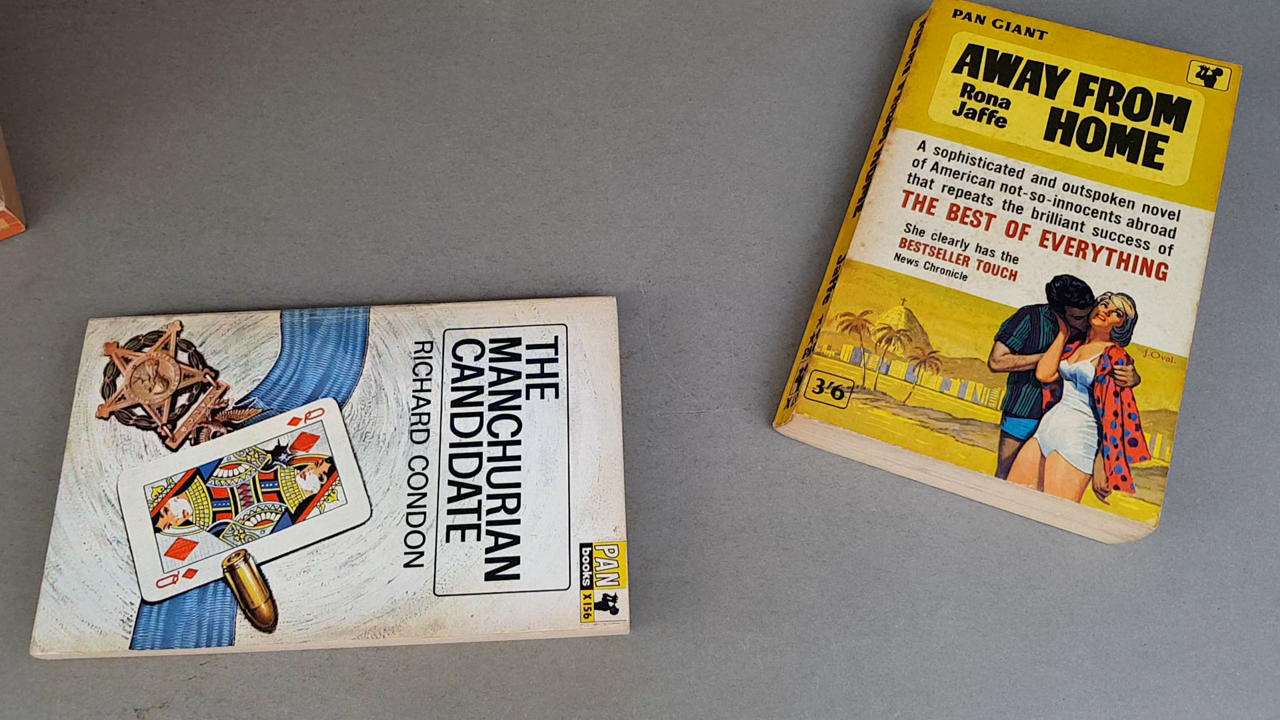 THE
MANCHURIAN
CANDIDATE
RICHARD CONDON
Q
Q
PAN
books X156
PAN GIANT
AWAY FROM
HOME
Rona
Jaffe
A sophisticated and outspoken novel
of American not-so-innocents abroad
that repeats the brilliant success of
THE BEST OF EVERYTHING
She clearly has the
BESTSELLER TOUCH
News Chronicle
J.Oval.
3'6